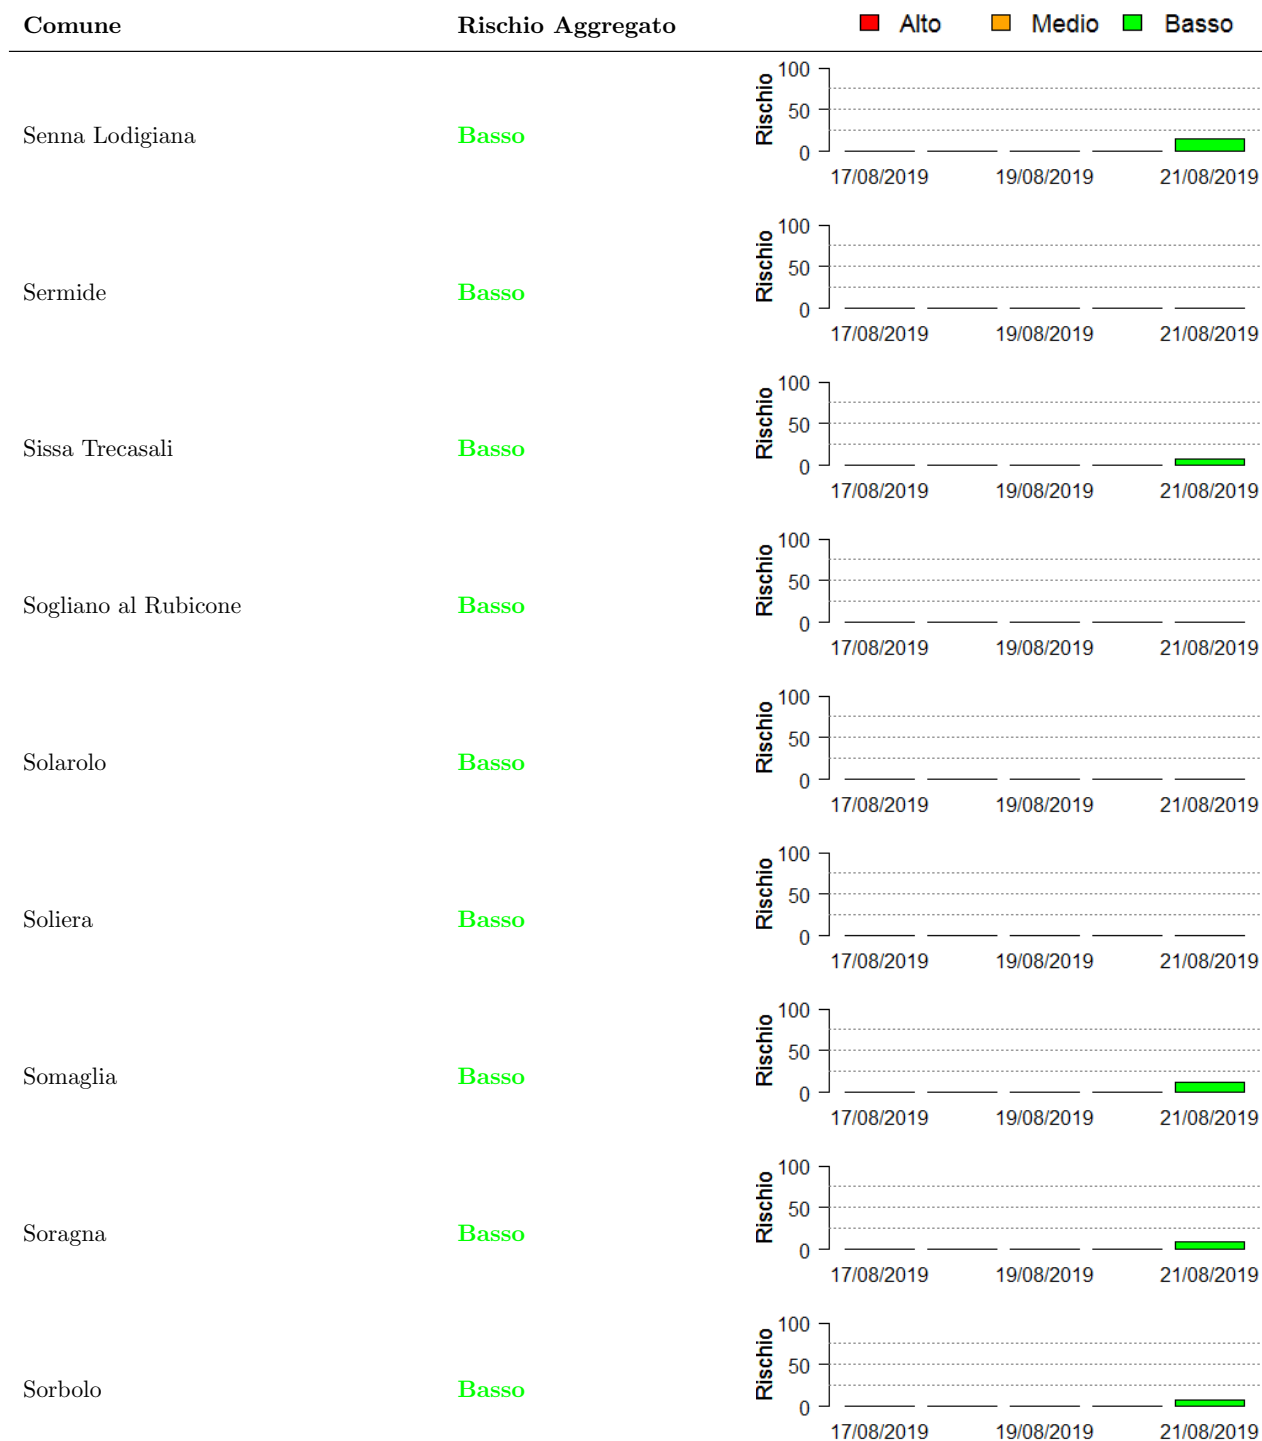 Comune Rischio Aggregato Alto Medio Basso
100
50
0
Rischio
Senna Lodigiana Basso
17/08/2019 19/08/2019 21/08/2019
100
50
0
Rischio
Sermide Basso
17/08/2019 19/08/2019 21/08/2019
100
50
0
Rischio
Sissa Trecasali Basso
17/08/2019 19/08/2019 21/08/2019
100
50
0
Rischio
Sogliano al Rubicone Basso
17/08/2019 19/08/2019 21/08/2019
100
50
0
Rischio
Solarolo Basso
17/08/2019 19/08/2019 21/08/2019
100
50
0
Rischio
Soliera Basso
17/08/2019 19/08/2019 21/08/2019
100
50
0
Rischio
Somaglia Basso
17/08/2019 19/08/2019 21/08/2019
100
50
0
Rischio
Soragna Basso
17/08/2019 19/08/2019 21/08/2019
100
50
0
Rischio
Sorbolo Basso
17/08/2019 19/08/2019 21/08/2019